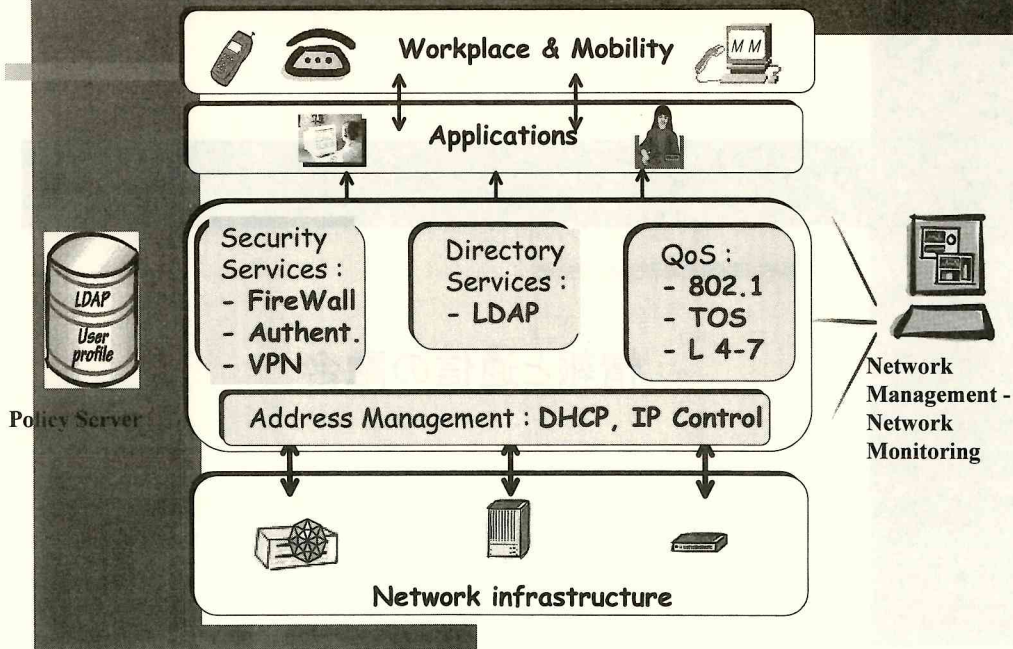 Workplace & Mobility
M M
Applications
Security
Services :
- FireWall
- Authent.
- VPN
Directory
Services :
- LDAP
QoS :
- 802.1
- TOS
- L 4-7
Address Management : DHCP, IP Control
LDAP
User
profile
Policy Server
Network
Management -
Network
Monitoring
Network infrastructure